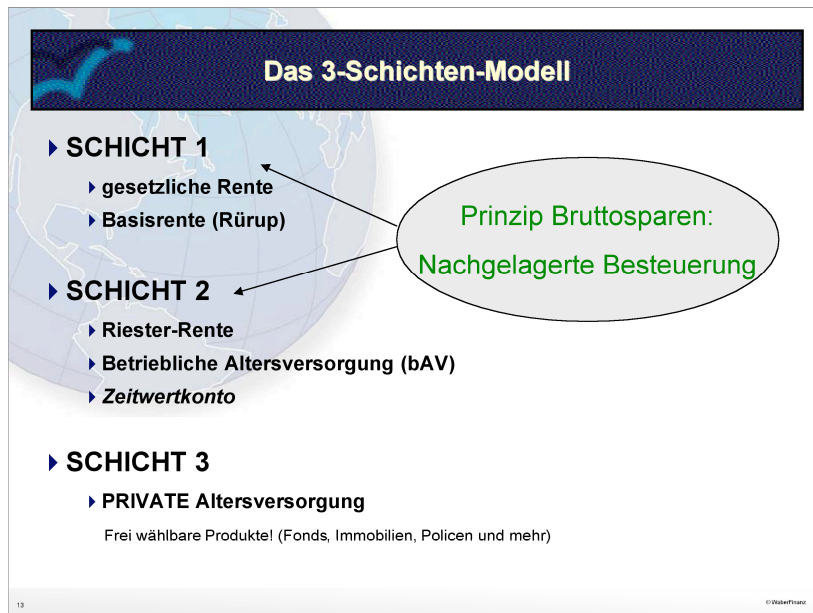 Das 3-Schichten-Modell
SCHICHT 1
gesetzliche Rente
Basisrente (Rürup)
Prinzip Bruttosparen:
Nachgelagerte Besteuerung
SCHICHT 2
Riester-Rente
Betriebliche Altersversorgung (bAV)
Zeitwertkonto
SCHICHT 3
PRIVATE Altersversorgung
Frei wählbare Produkte! (Fonds, Immobilien, Policen und mehr)
13
© WaberFinanz